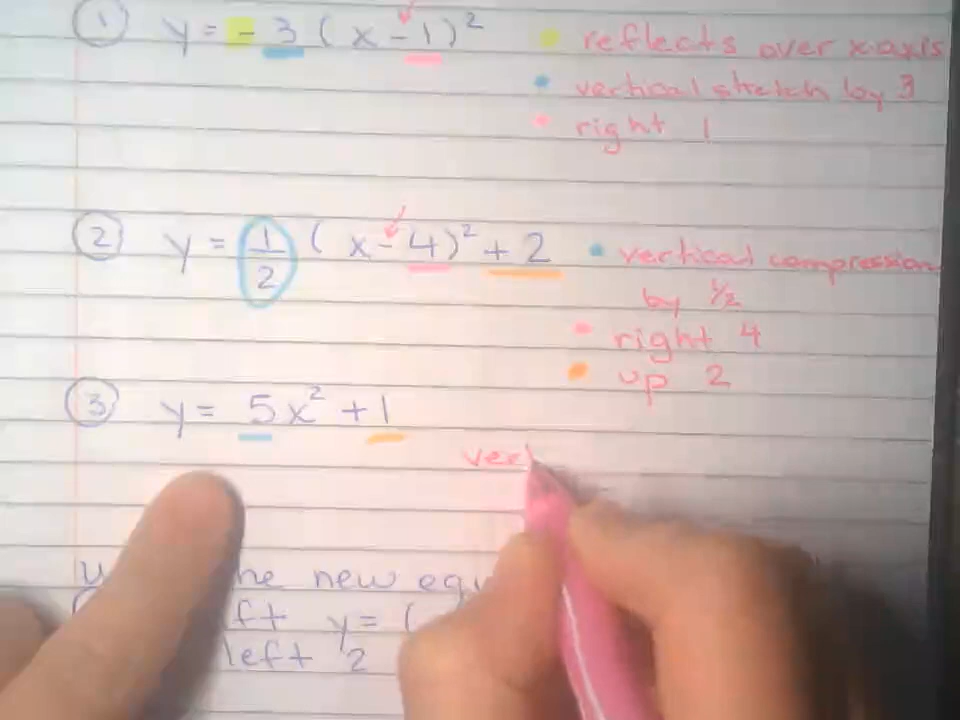 ① y = -3(x-1)²
reflects over x axis
vertical stretch by 3
right 1
② y = 1/2 (x-4)² + 2
vertical compression
by 1/2
right 4
up 2
③ y = 5x² + 1
ver
new
y = (
left 2